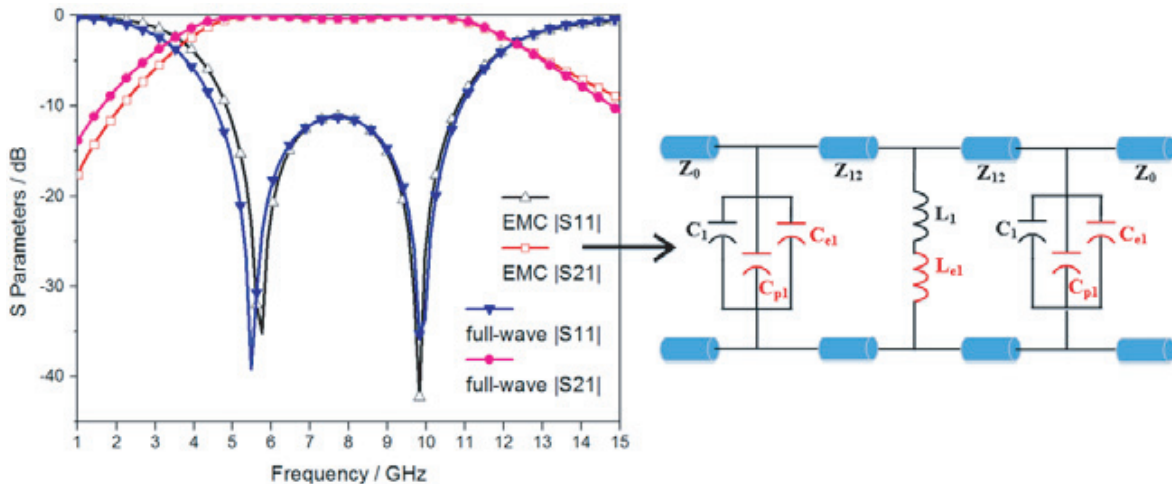 0
-10
-20
-30
-40
S Parameters / dB
1 2 3 4 5 6 7 8 9 10 11 12 13 14 15
Frequency / GHz
EMC |S11|
EMC |S21|
full-wave |S11|
full-wave |S21|
Z0 Z12 Z12 Z0
C1 Ce1 L1 C1 Ce1
Cp1 Le1 Cp1